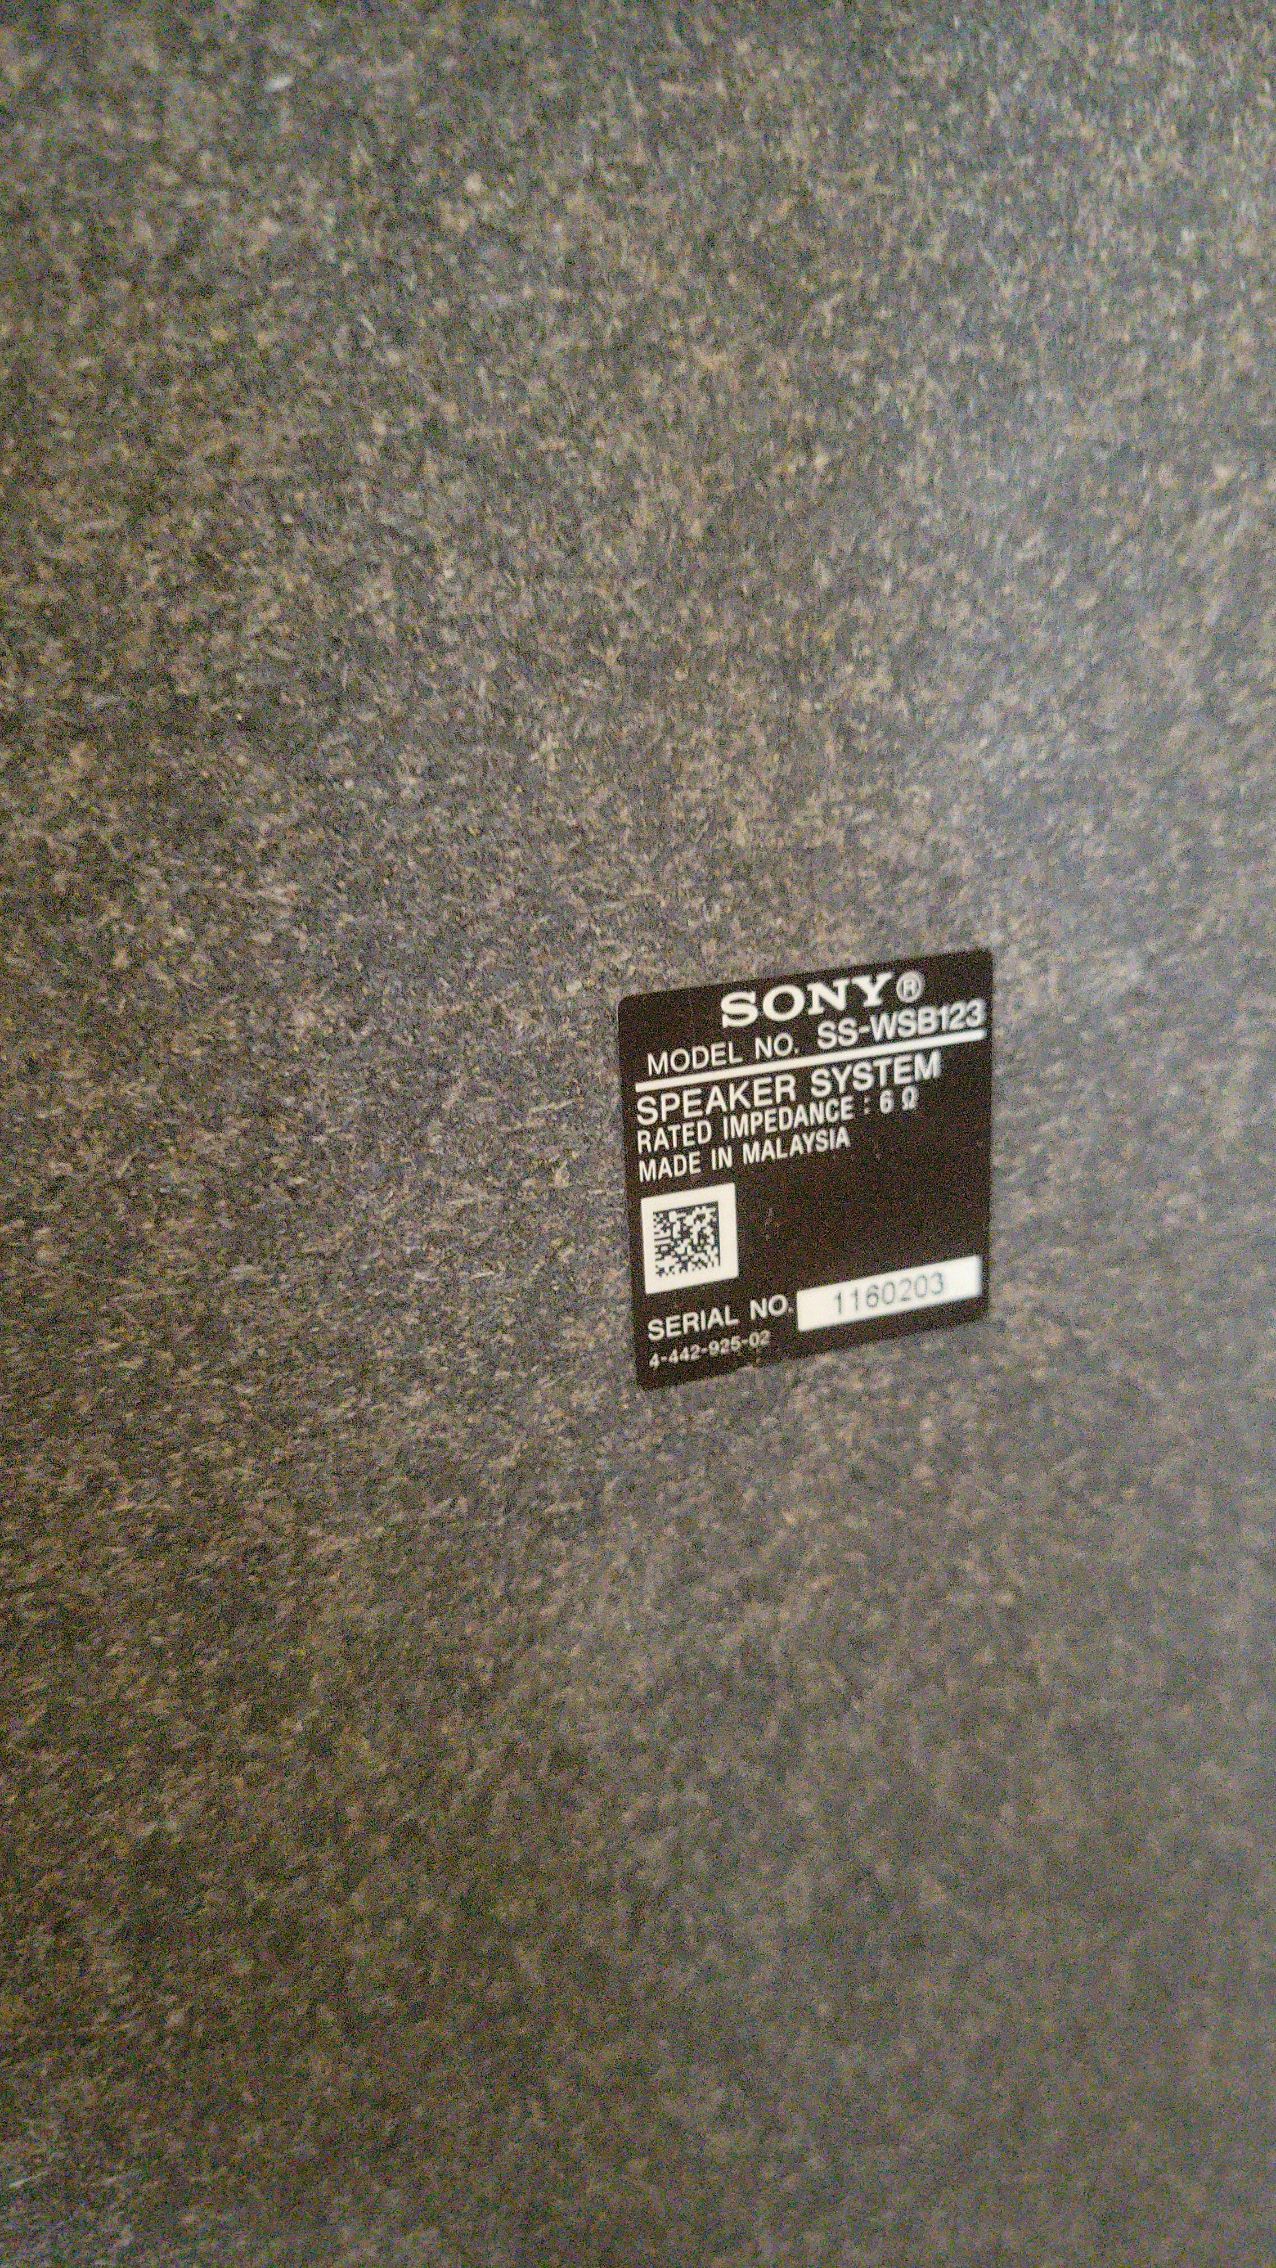 SONY®
MODEL NO. SS-WSB123
SPEAKER SYSTEM
RATED IMPEDANCE : 6 Ω
MADE IN MALAYSIA
SERIAL NO. 1160203
4-442-925-02